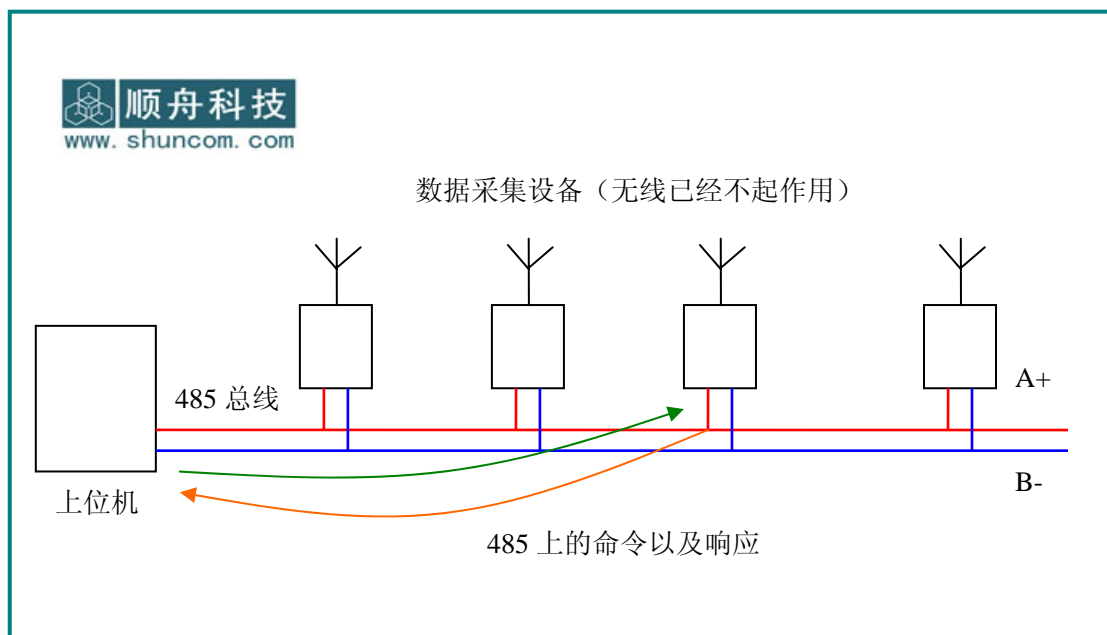 顺舟科技
www. shuncom. com
数据采集设备（无线已经不起作用）
485 总线
A+
B-
上位机
485 上的命令以及响应